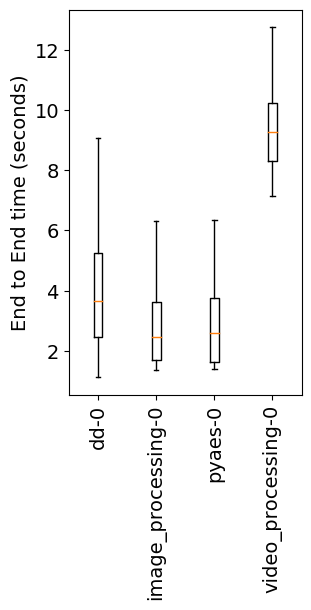 End to End time (seconds)
12
10
8
6
4
2
dd-0
image_processing-0
pyaes-0
video_processing-0